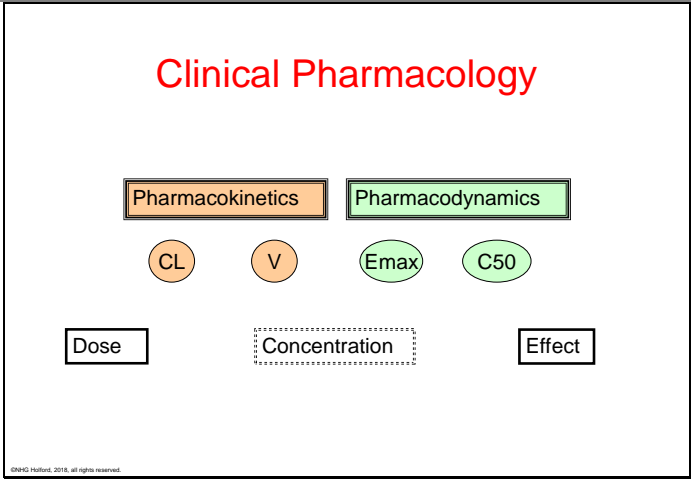 Clinical Pharmacology
Pharmacokinetics Pharmacodynamics
CL V Emax C50
Dose Concentration Effect
©NHG Holford, 2018, all rights reserved.